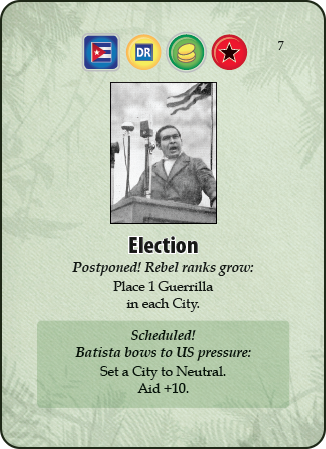 DR
7
Election
Postponed! Rebel ranks grow:
Place 1 Guerrilla
in each City.
Scheduled!
Batista bows to US pressure:
Set a City to Neutral.
Aid +10.